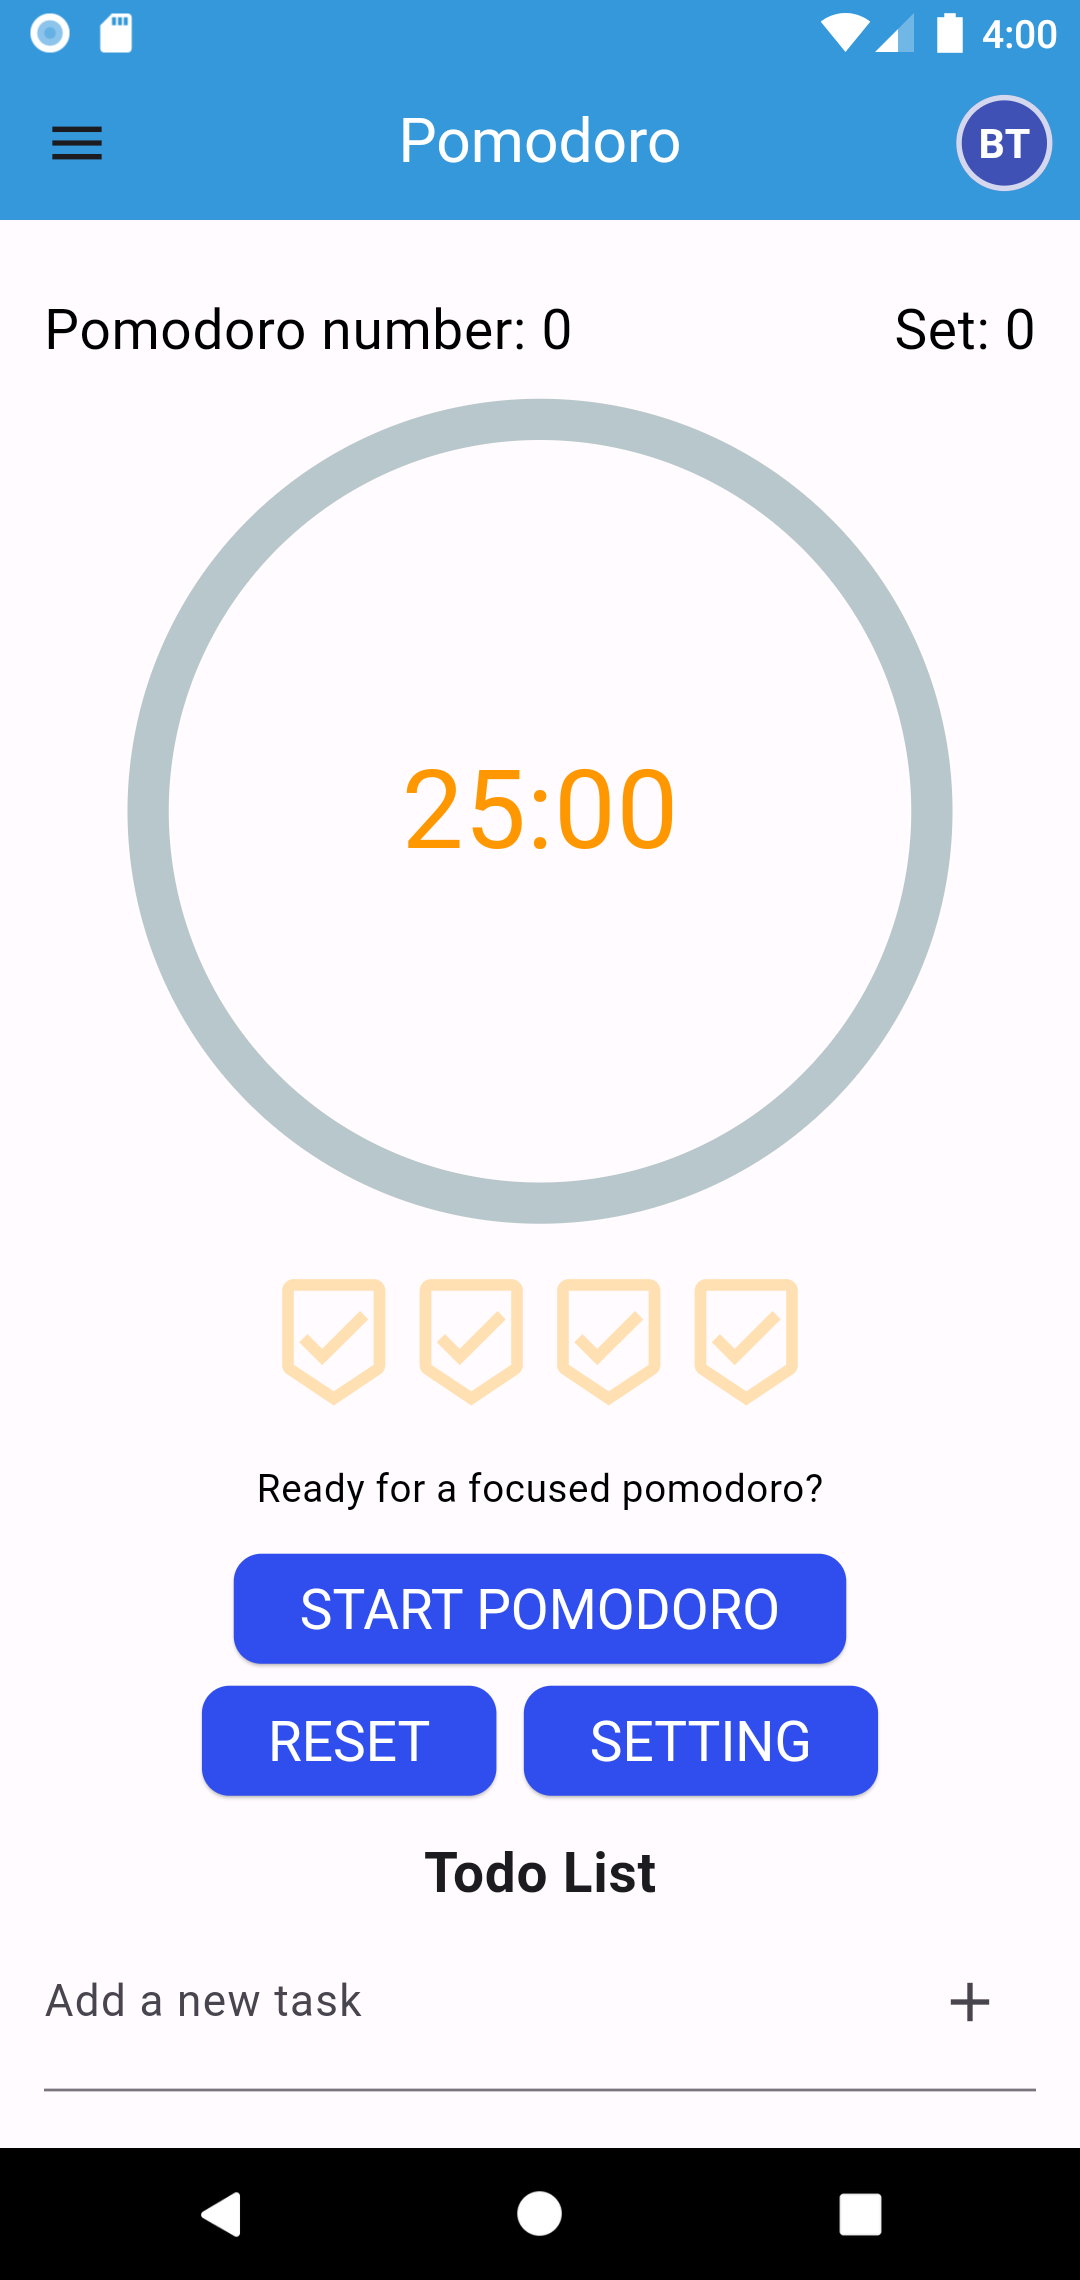 4:00
Pomodoro
BT
Pomodoro number: 0
Set: 0
25:00
Ready for a focused pomodoro?
START POMODORO
RESET
SETTING
Todo List
Add a new task